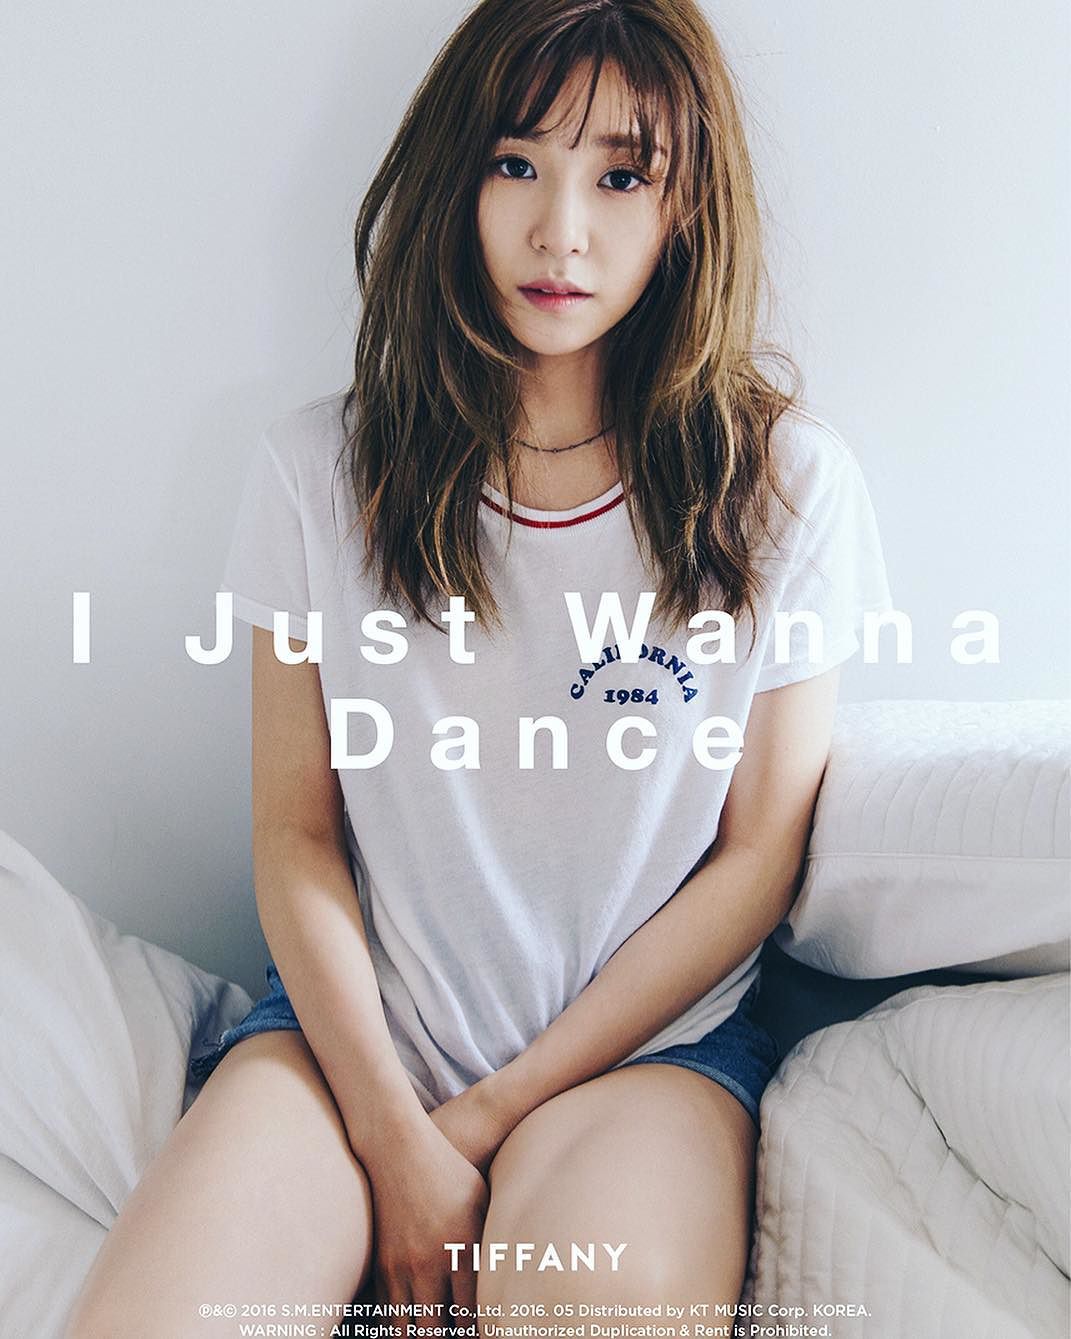 I Just Wanna
CALIFORNIA
1984
Dance
TIFFANY
℗&© 2016 S.M.ENTERTAINMENT Co.,Ltd. 2016. 05 Distributed by KT MUSIC Corp. KOREA.
WARNING : All Rights Reserved. Unauthorized Duplication & Rent is Prohibited.